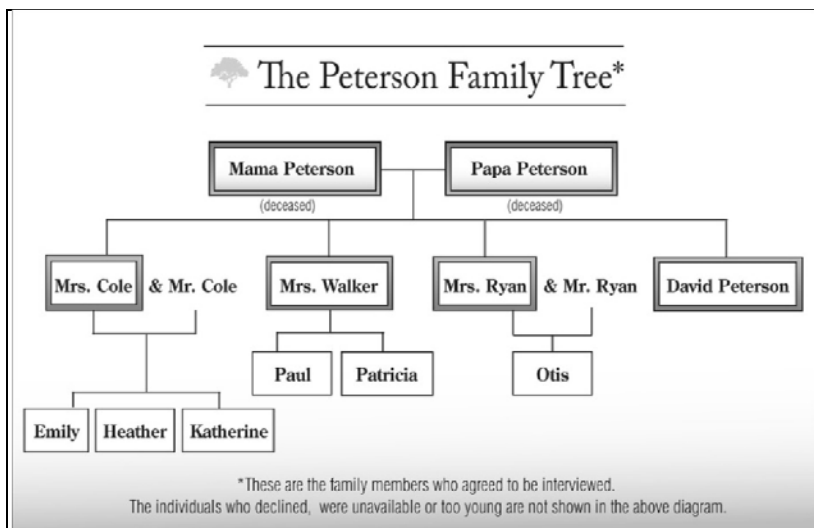 The Peterson Family Tree*
Mama Peterson
Papa Peterson
(deceased)
(deceased)
Mrs. Cole & Mr. Cole
Mrs. Walker
Mrs. Ryan & Mr. Ryan
David Peterson
Paul
Patricia
Otis
Emily
Heather
Katherine
*These are the family members who agreed to be interviewed.
The individuals who declined, were unavailable or too young are not shown in the above diagram.